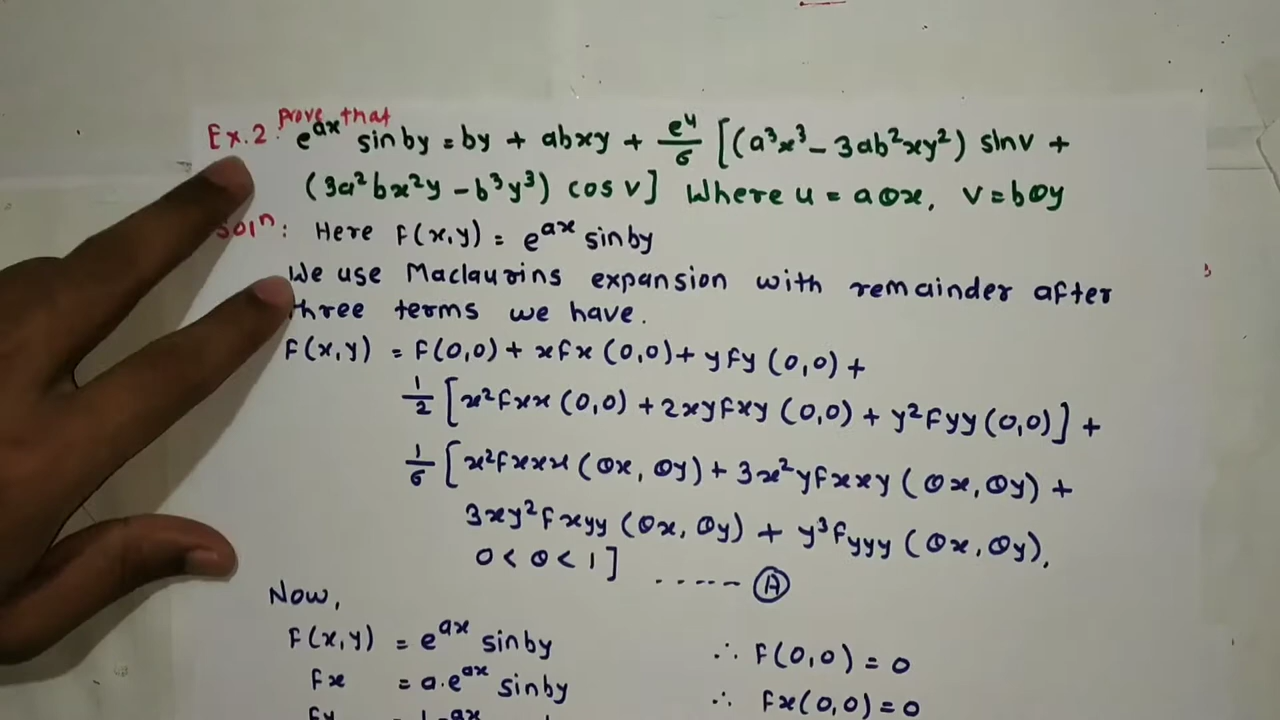 Ex.2: prove that
e^ax sin by = by + abxy + e^u/6 [(a³x³ - 3ab²xy²) sinv +
(3a²bx²y - b³y³) cos v] Where u = aθx, v = bθy
Solⁿ: Here f(x,y) = e^ax sin by
We use Maclaurins expansion with remainder after
three terms we have.
f(x,y) = f(0,0) + xfx (0,0) + yfy (0,0) +
1/2 [x²fxx (0,0) + 2xyfxy (0,0) + y²fyy (0,0)] +
1/6 [x²fxxx (θx, θy) + 3x²yfxxy (θx, θy) +
3xy²fxyy (θx, θy) + y³fyyy (θx, θy),
0 < θ < 1] ------ Ⓐ
Now,
f(x,y) = e^ax sin by ∴ f(0,0) = 0
fx = a.e^ax sin by ∴ fx(0,0) = 0